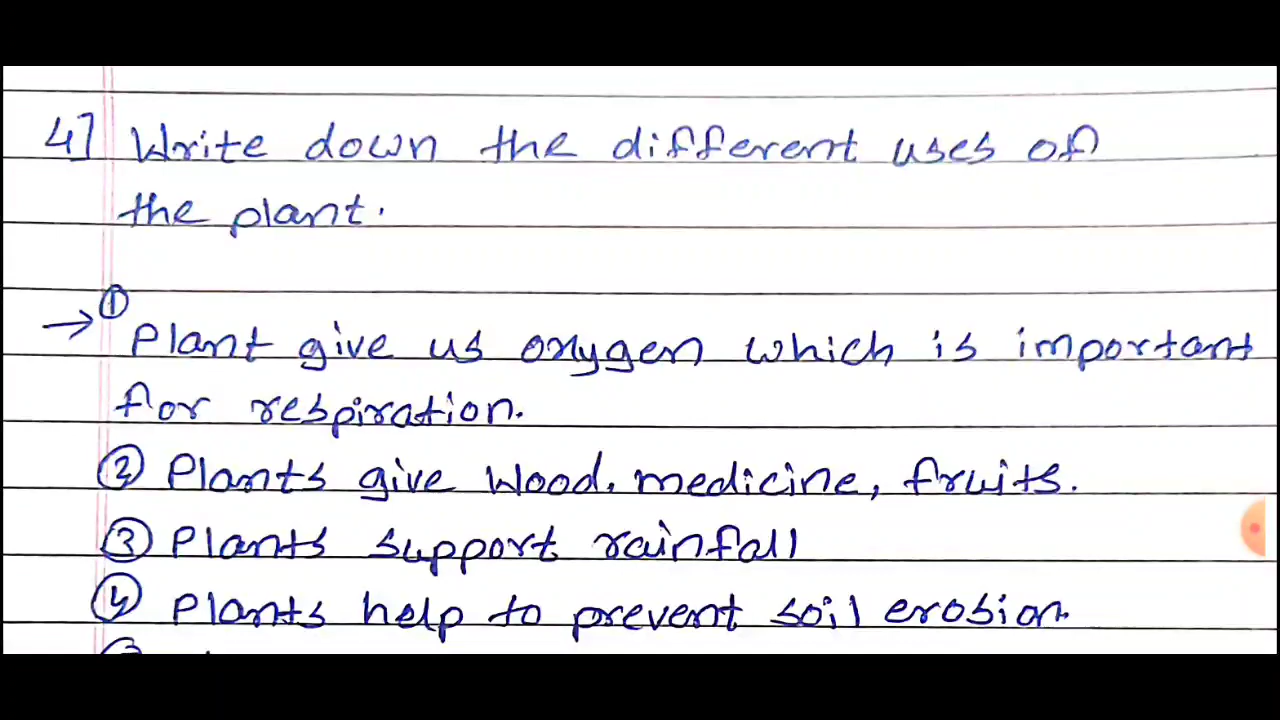 4] Write down the different uses of
the plant.
→ ①
Plant give us oxygen which is important
for respiration.
② Plants give wood, medicine, fruits.
③ Plants support rainfall
④ Plants help to prevent soil erosion.